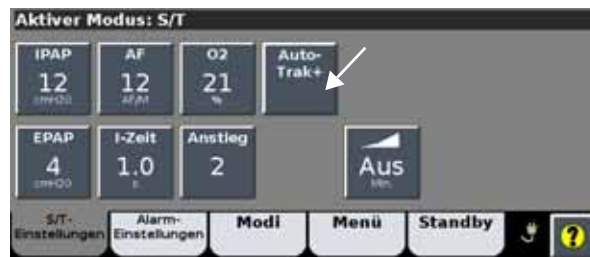 Aktiver Modus: S/T
IPAP
12
cmH2O
AF
12
AF/M
O2
21
%
Auto-
Trak+
EPAP
4
cmH2O
I-Zeit
1.0
s.
Anstieg
2
Aus
Min.
S/T-
Einstellungen
Alarm-
Einstellungen
Modi
Menü
Standby
?